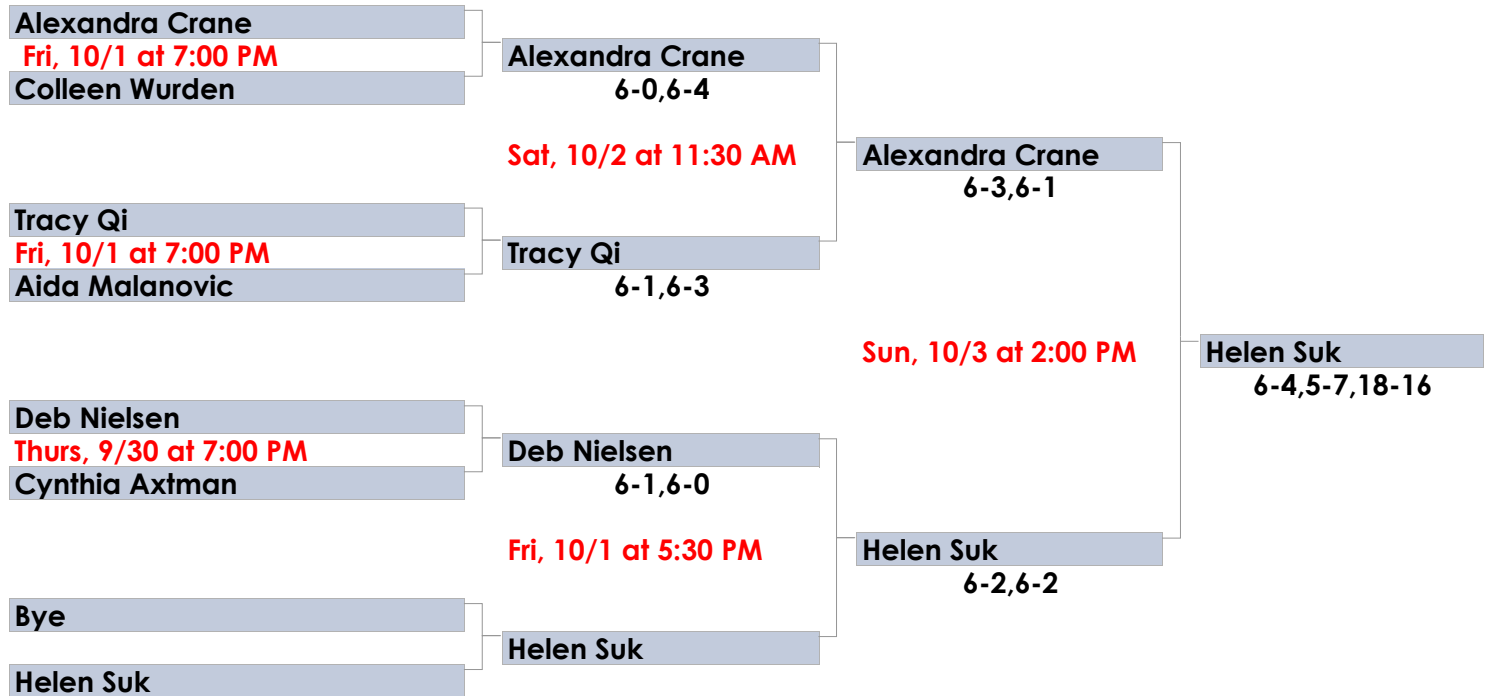 Alexandra Crane
Fri, 10/1 at 7:00 PM
Colleen Wurden
Alexandra Crane
6-0,6-4
Sat, 10/2 at 11:30 AM
Alexandra Crane
6-3,6-1
Tracy Qi
Fri, 10/1 at 7:00 PM
Aida Malanovic
Tracy Qi
6-1,6-3
Sun, 10/3 at 2:00 PM
Helen Suk
6-4,5-7,18-16
Deb Nielsen
Thurs, 9/30 at 7:00 PM
Cynthia Axtman
Deb Nielsen
6-1,6-0
Fri, 10/1 at 5:30 PM
Helen Suk
6-2,6-2
Bye
Helen Suk
Helen Suk